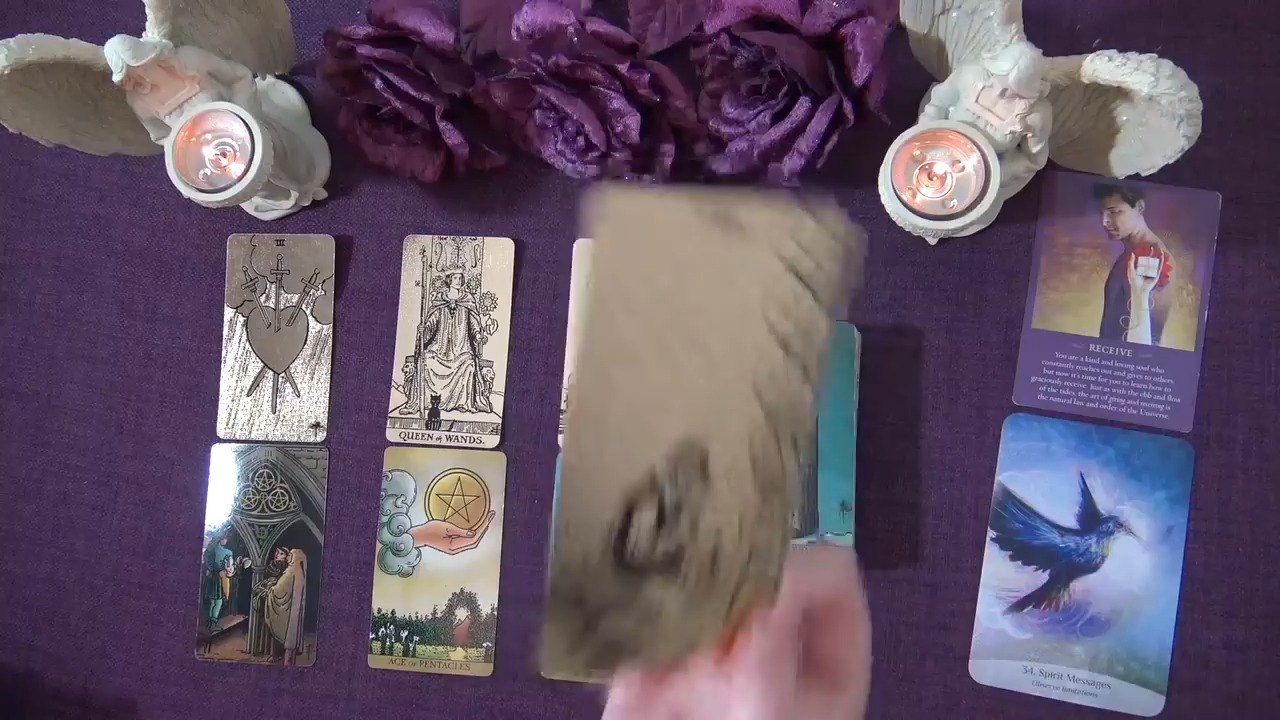 III
QUEEN of WANDS.
III
ACE OF PENTACLES
RECEIVE
You are a kind and loving soul who
constantly reaches out and gives to others,
but now it's time for you to learn how to
graciously receive. Just as with the ebb and flow
of the tides, the art of giving and receiving is
the natural law and order of the Universe.
34. Spirit Messages
Observe